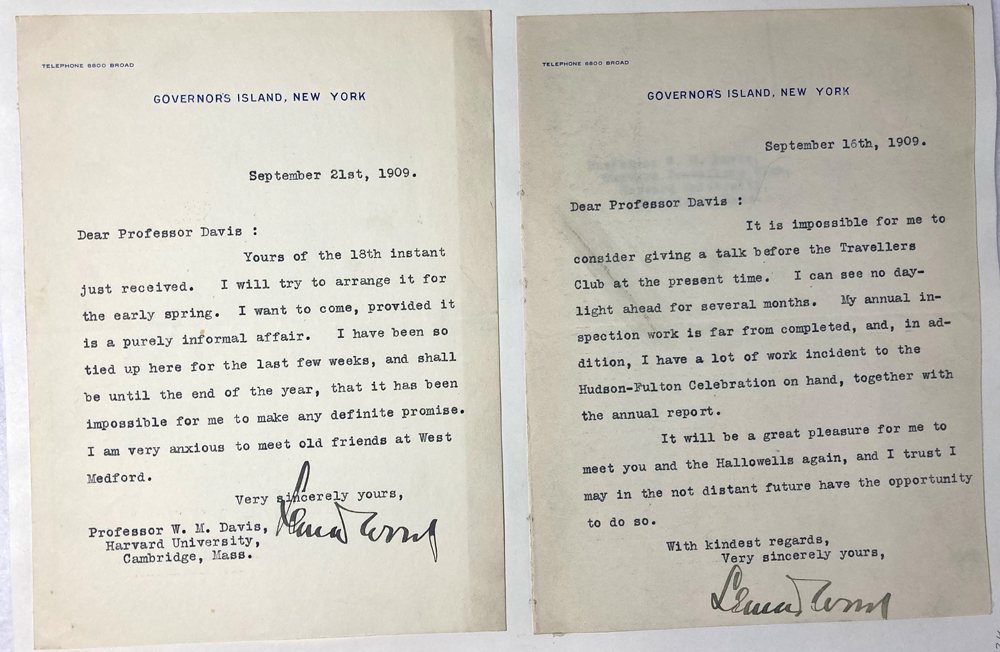 TELEPHONE 6800 BROAD
GOVERNOR'S ISLAND, NEW YORK
September 21st, 1909.
Dear Professor Davis :
Yours of the 18th instant
just received. I will try to arrange it for
the early spring. I want to come, provided it
is a purely informal affair. I have been so
tied up here for the last few weeks, and shall
be until the end of the year, that it has been
impossible for me to make any definite promise.
I am very anxious to meet old friends at West
Medford.
Very sincerely yours,
Leonard Wood
Professor W. M. Davis,
Harvard University,
Cambridge, Mass.
TELEPHONE 6800 BROAD
GOVERNOR'S ISLAND, NEW YORK
September 16th, 1909.
Dear Professor Davis :
It is impossible for me to
consider giving a talk before the Travellers
Club at the present time. I can see no day-
light ahead for several months. My annual in-
spection work is far from completed, and, in ad-
dition, I have a lot of work incident to the
Hudson-Fulton Celebration on hand, together with
the annual report.
It will be a great pleasure for me to
meet you and the Hallowells again, and I trust I
may in the not distant future have the opportunity
to do so.
With kindest regards,
Very sincerely yours,
Leonard Wood